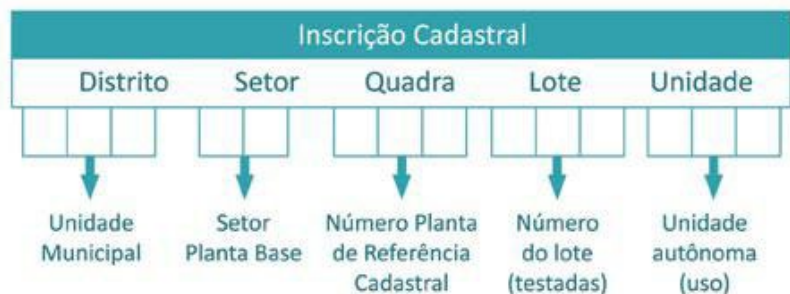 Inscrição Cadastral
Distrito Setor Quadra Lote Unidade
Unidade Municipal
Setor Planta Base
Número Planta de Referência Cadastral
Número do lote (testadas)
Unidade autônoma (uso)